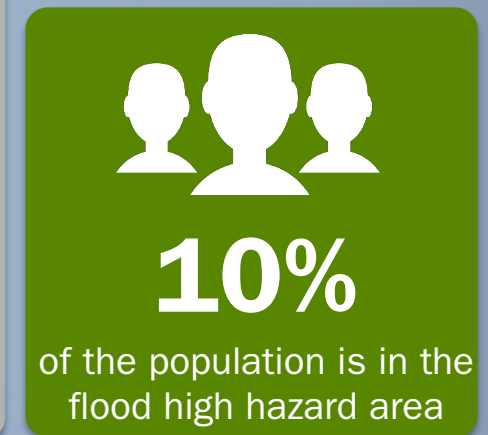 10%
of the population is in the
flood high hazard area